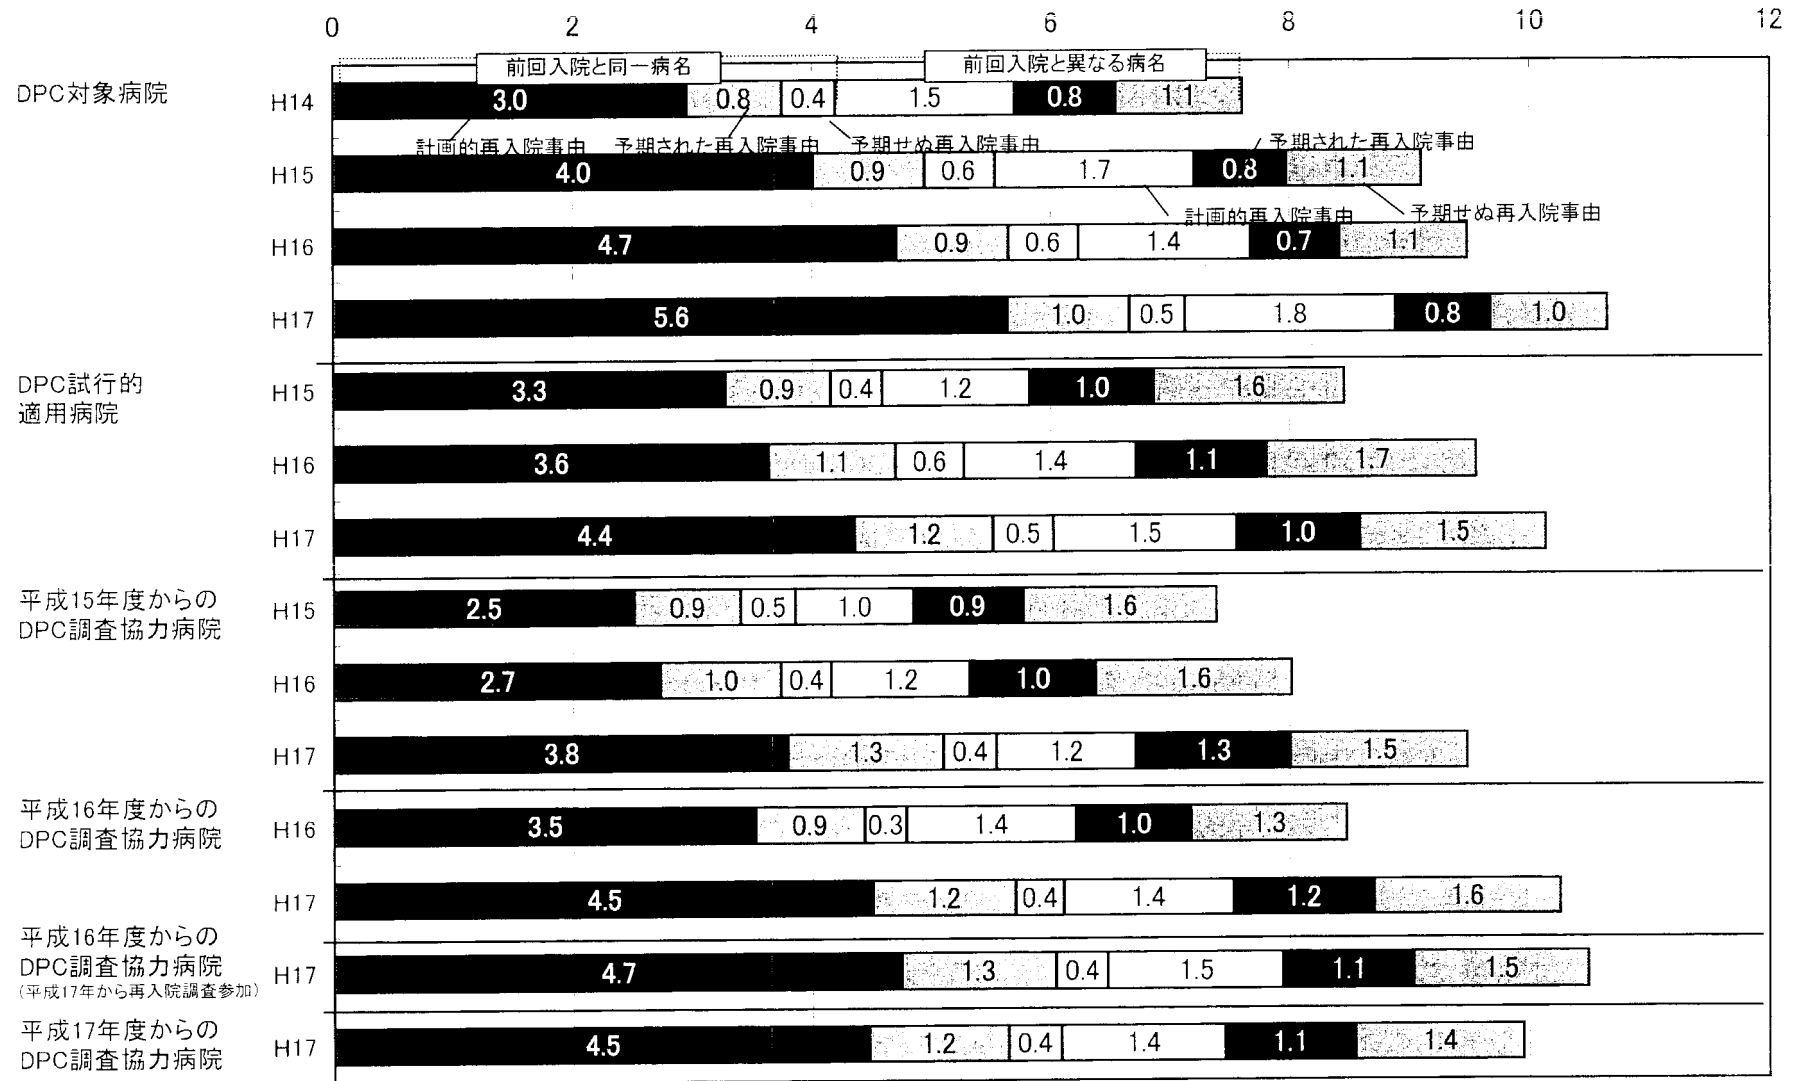 0 2 4 6 8 10 12
前回入院と同一病名 前回入院と異なる病名
DPC対象病院
H14 3.0 0.8 0.4 1.5 0.8 1.1
計画的再入院事由 予期された再入院事由 予期せぬ再入院事由 予期された再入院事由
H15 4.0 0.9 0.6 1.7 0.8 1.1
計画的再入院事由 予期せぬ再入院事由
H16 4.7 0.9 0.6 1.4 0.7 1.1
H17 5.6 1.0 0.5 1.8 0.8 1.0
DPC試行的
適用病院
H15 3.3 0.9 0.4 1.2 1.0 1.6
H16 3.6 1.1 0.6 1.4 1.1 1.7
H17 4.4 1.2 0.5 1.5 1.0 1.5
平成15年度からの
DPC調査協力病院
H15 2.5 0.9 0.5 1.0 0.9 1.6
H16 2.7 1.0 0.4 1.2 1.0 1.6
H17 3.8 1.3 0.4 1.2 1.3 1.5
平成16年度からの
DPC調査協力病院
H16 3.5 0.9 0.3 1.4 1.0 1.3
H17 4.5 1.2 0.4 1.4 1.2 1.6
平成16年度からの
DPC調査協力病院
(平成17年から再入院調査参加)
H17 4.7 1.3 0.4 1.5 1.1 1.5
平成17年度からの
DPC調査協力病院
H17 4.5 1.2 0.4 1.4 1.1 1.4